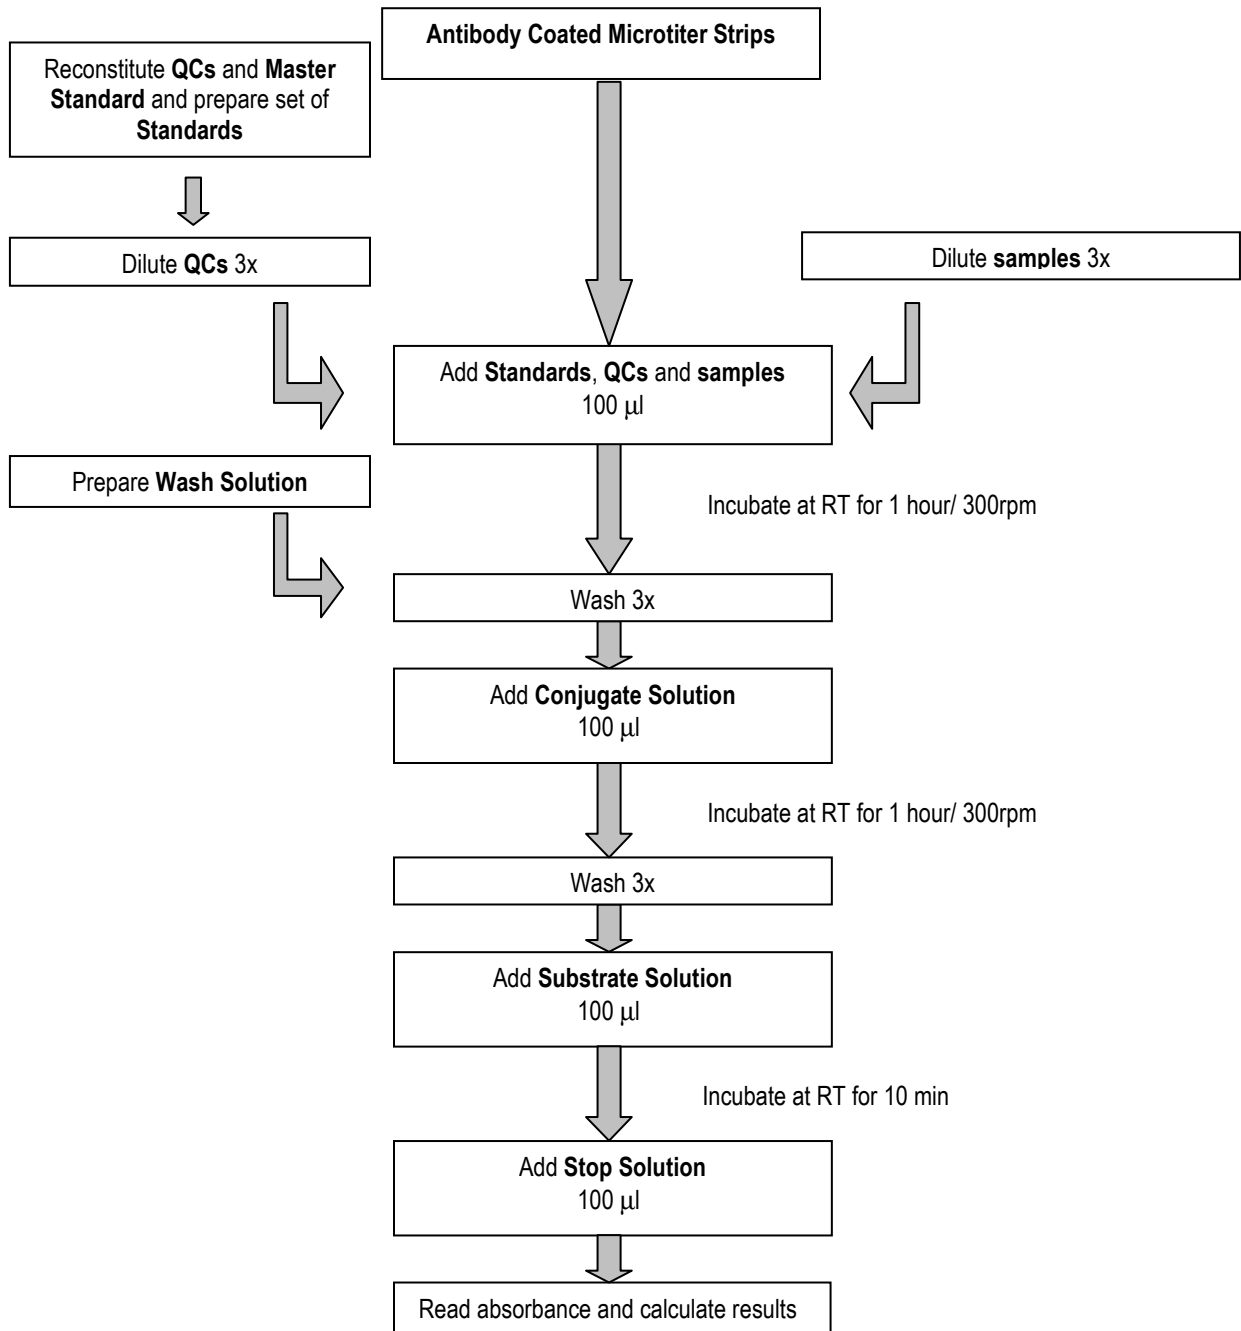 Antibody Coated Microtiter Strips
Reconstitute QCs and Master
Standard and prepare set of
Standards
Dilute QCs 3x
Dilute samples 3x
Add Standards, QCs and samples
100 µl
Prepare Wash Solution
Incubate at RT for 1 hour/ 300rpm
Wash 3x
Add Conjugate Solution
100 µl
Incubate at RT for 1 hour/ 300rpm
Wash 3x
Add Substrate Solution
100 µl
Incubate at RT for 10 min
Add Stop Solution
100 µl
Read absorbance and calculate results